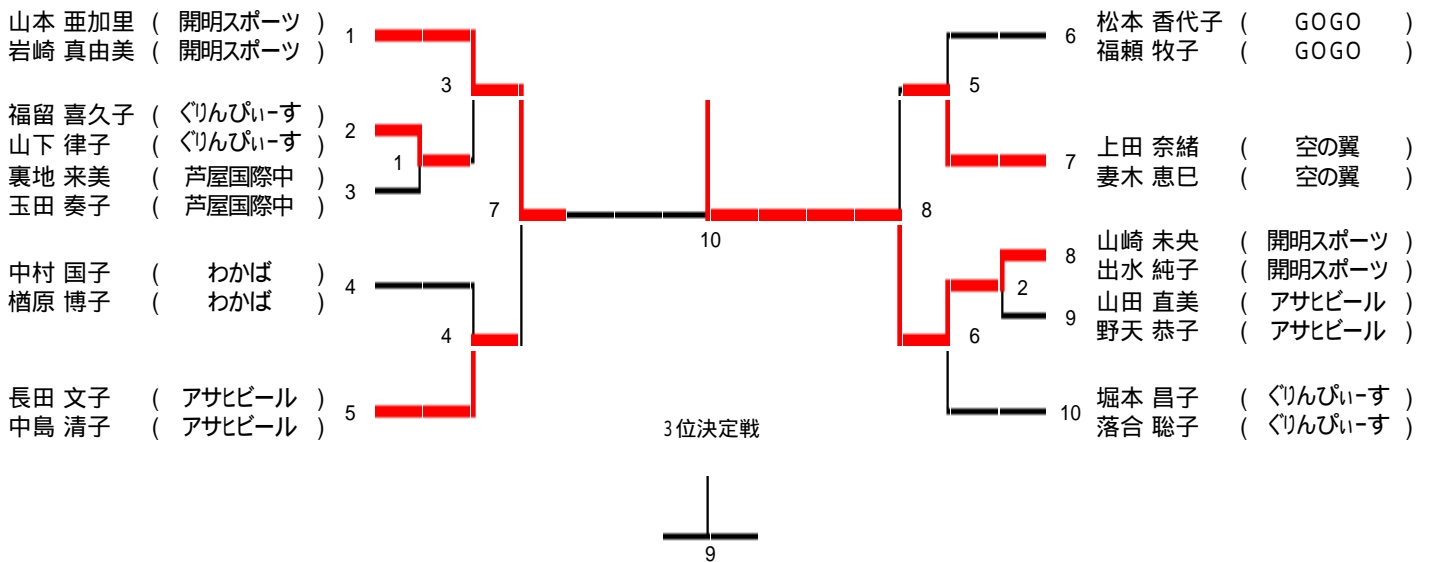 山本 亜加里 ( 開明スポーツ )
岩崎 真由美 ( 開明スポーツ )
1
3
福留 喜久子 ( ぐりんぴぃーす )
山下 律子 ( ぐりんぴぃーす )
2
1
裏地 来美 ( 芦屋国際中 )
玉田 奏子 ( 芦屋国際中 )
3
7
中村 国子 ( わかば )
楢原 博子 ( わかば )
4
4
長田 文子 ( アサヒビール )
中島 清子 ( アサヒビール )
5
10
3位決定戦
9
6
松本 香代子 ( GOGO )
福頼 牧子 ( GOGO )
5
7
上田 奈緒 ( 空の翼 )
妻木 恵巳 ( 空の翼 )
8
8
山崎 未央 ( 開明スポーツ )
出水 純子 ( 開明スポーツ )
2
9
山田 直美 ( アサヒビール )
野天 恭子 ( アサヒビール )
6
10
堀本 昌子 ( ぐりんぴぃーす )
落合 聡子 ( ぐりんぴぃーす )